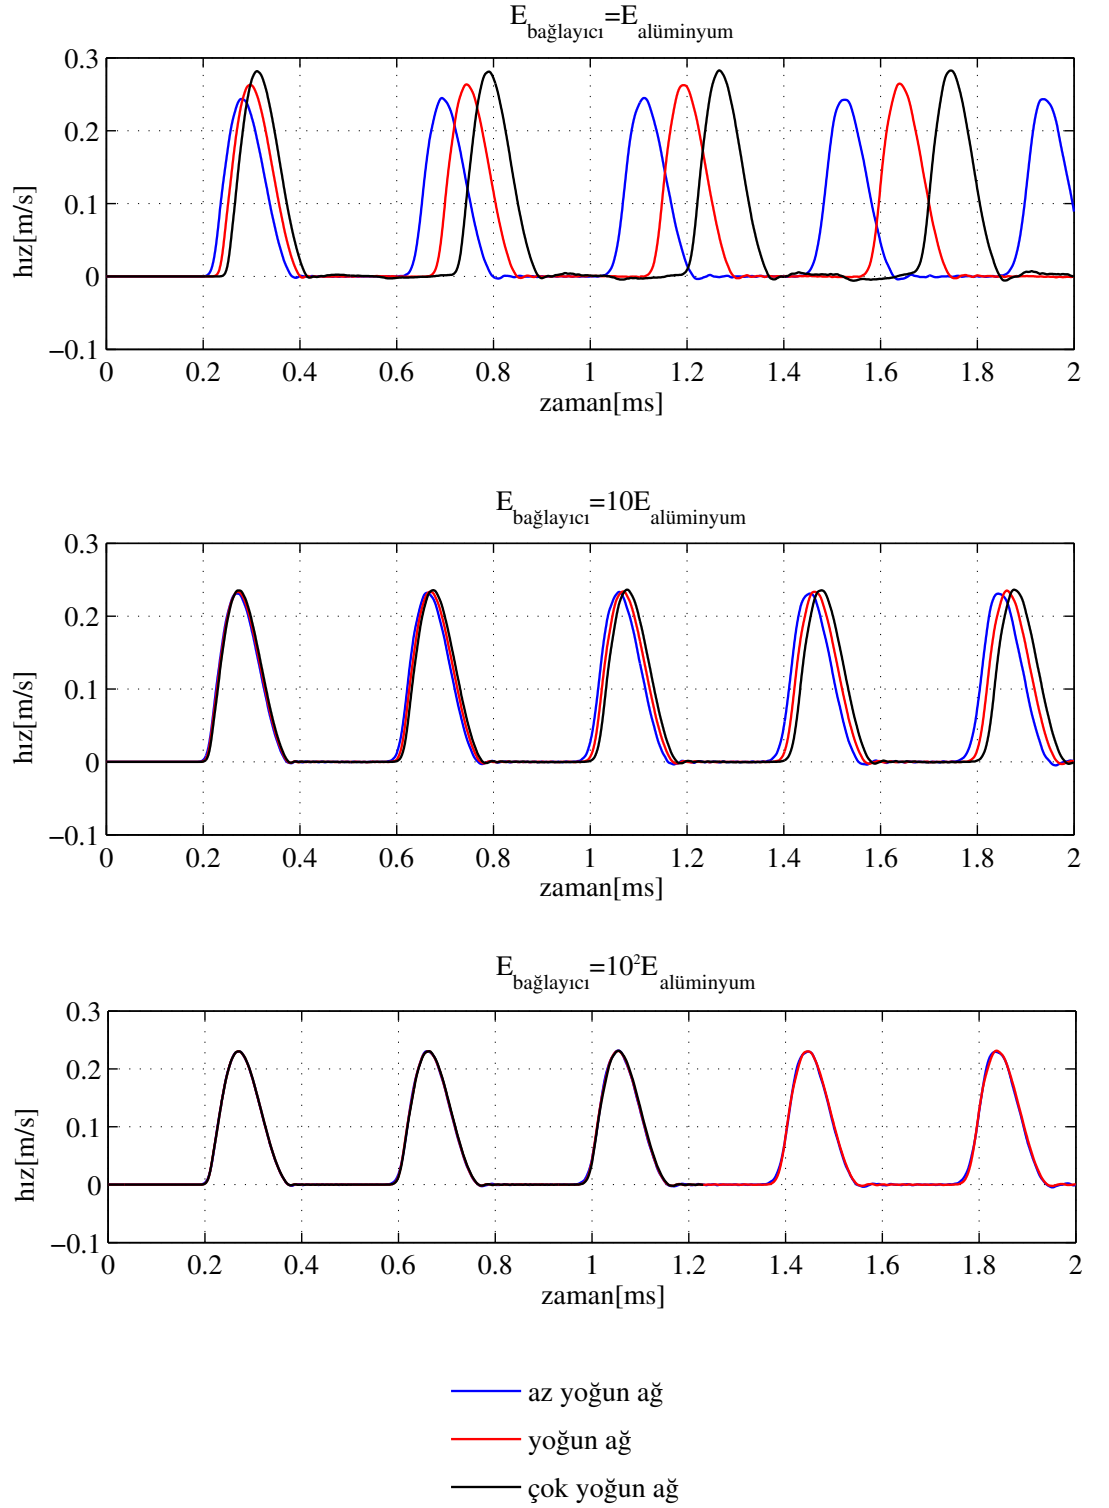 E_bağlayıcı=E_alüminyum
0.3
0.2
0.1
0
−0.1
hız[m/s]
0 0.2 0.4 0.6 0.8 1 1.2 1.4 1.6 1.8 2
zaman[ms]
E_bağlayıcı=10E_alüminyum
0.3
0.2
0.1
0
−0.1
hız[m/s]
0 0.2 0.4 0.6 0.8 1 1.2 1.4 1.6 1.8 2
zaman[ms]
E_bağlayıcı=10²E_alüminyum
0.3
0.2
0.1
0
−0.1
hız[m/s]
0 0.2 0.4 0.6 0.8 1 1.2 1.4 1.6 1.8 2
zaman[ms]
az yoğun ağ
yoğun ağ
çok yoğun ağ